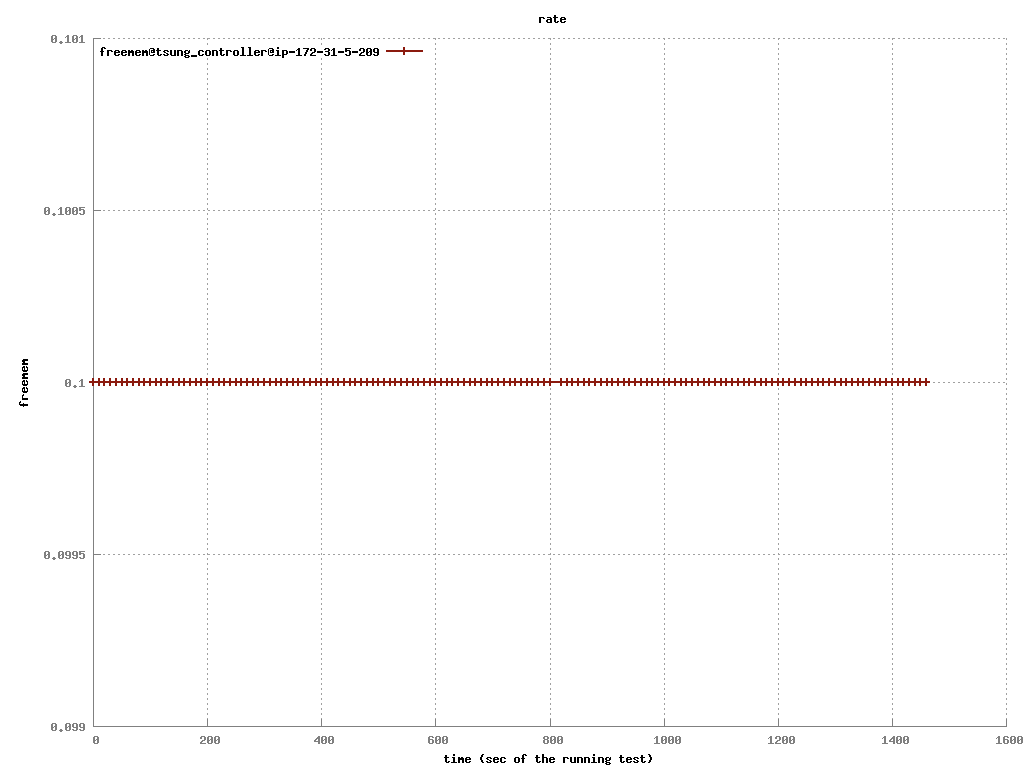 rate
0.101
freemem@tsung_controller@ip-172-31-5-209
0.1005
0.1
freemem
0.0995
0.099
0 200 400 600 800 1000 1200 1400 1600
time (sec of the running test)